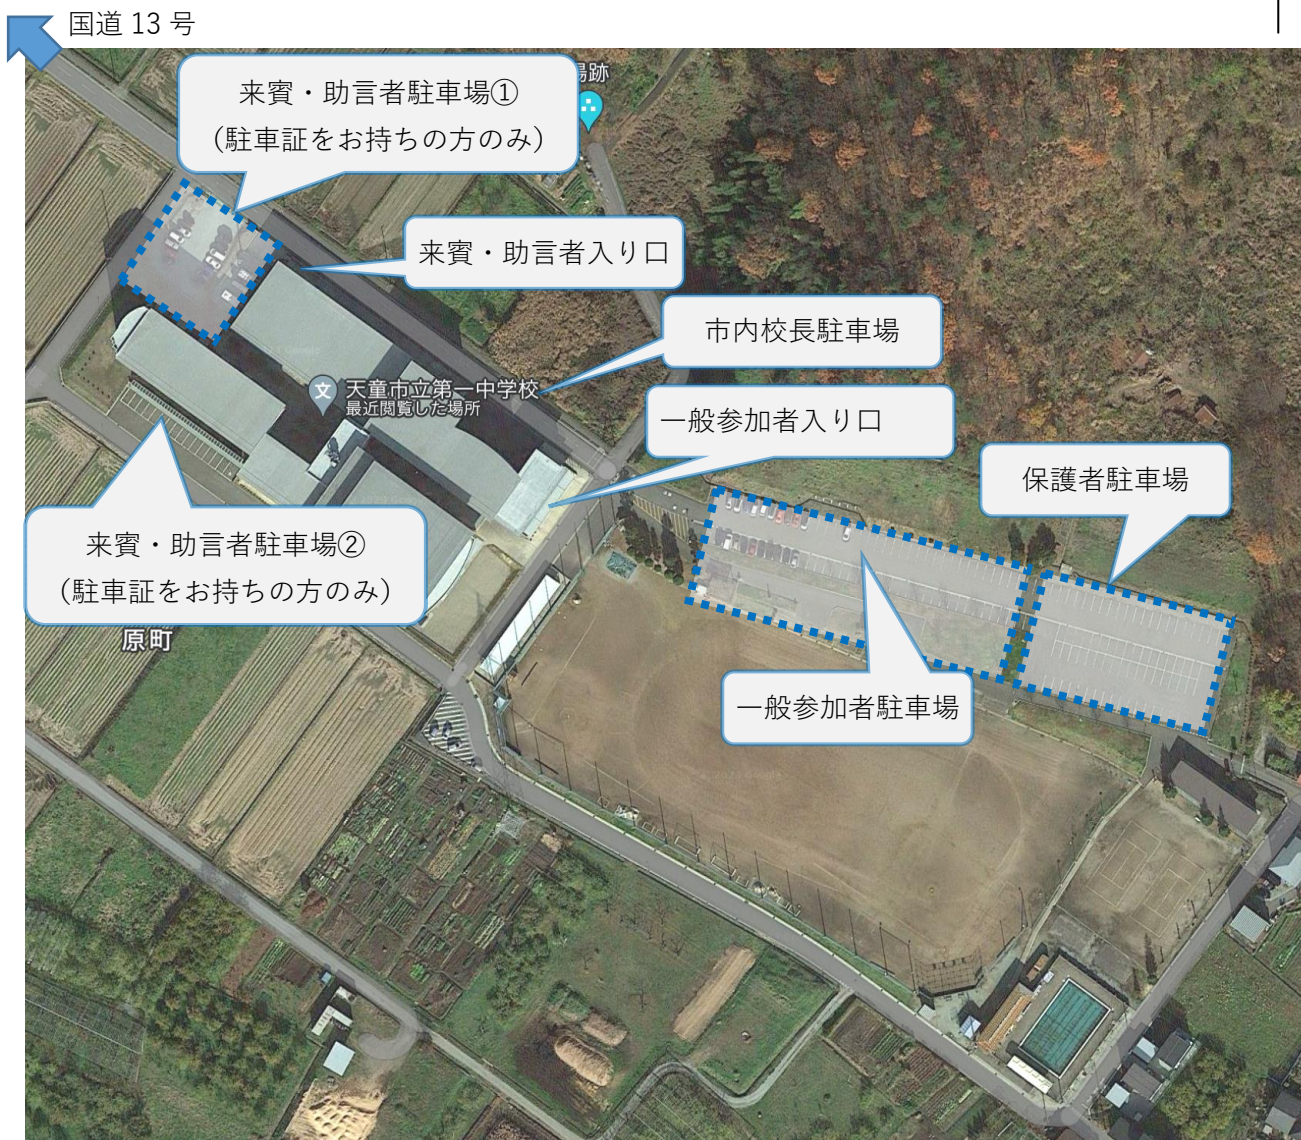 国道 13 号
場跡
来賓・助言者駐車場①
（駐車証をお持ちの方のみ）
来賓・助言者入り口
市内校長駐車場
天童市立第一中学校
最近閲覧した場所
一般参加者入り口
保護者駐車場
来賓・助言者駐車場②
（駐車証をお持ちの方のみ）
原町
一般参加者駐車場